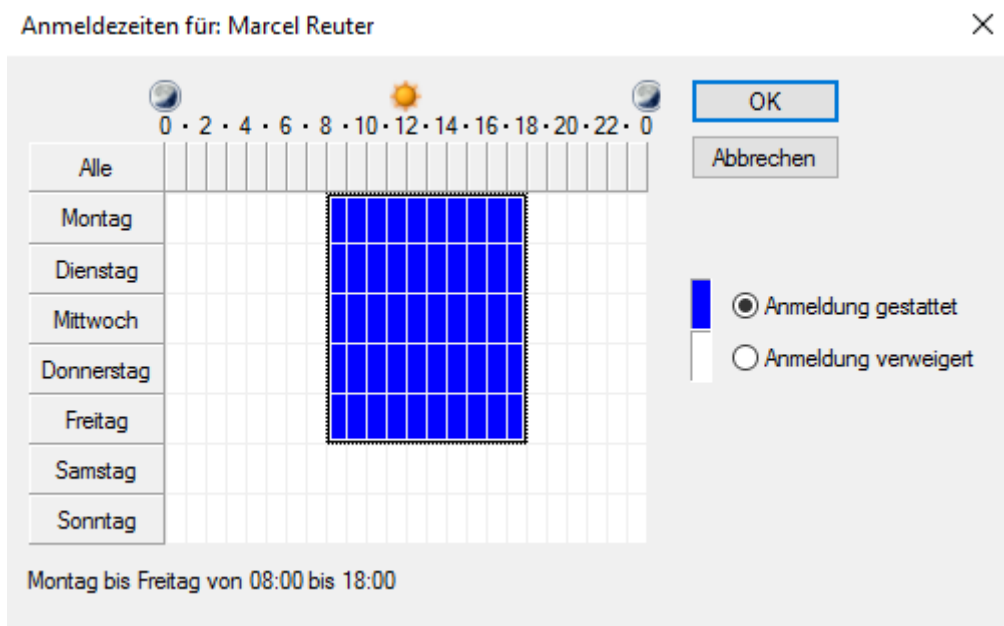 Anmeldezeiten für: Marcel Reuter
0 · 2 · 4 · 6 · 8 · 10 · 12 · 14 · 16 · 18 · 20 · 22 · 0
OK
Abbrechen
Alle
Montag
Dienstag
Mittwoch
Donnerstag
Freitag
Samstag
Sonntag
Anmeldung gestattet
Anmeldung verweigert
Montag bis Freitag von 08:00 bis 18:00